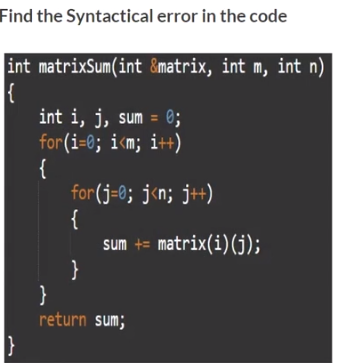 Find the Syntactical error in the code
int matrixSum(int &matrix, int m, int n)
{
int i, j, sum = 0;
for(i=0; i<m; i++)
{
for(j=0; j<n; j++)
{
sum += matrix(i)(j);
}
}
return sum;
}